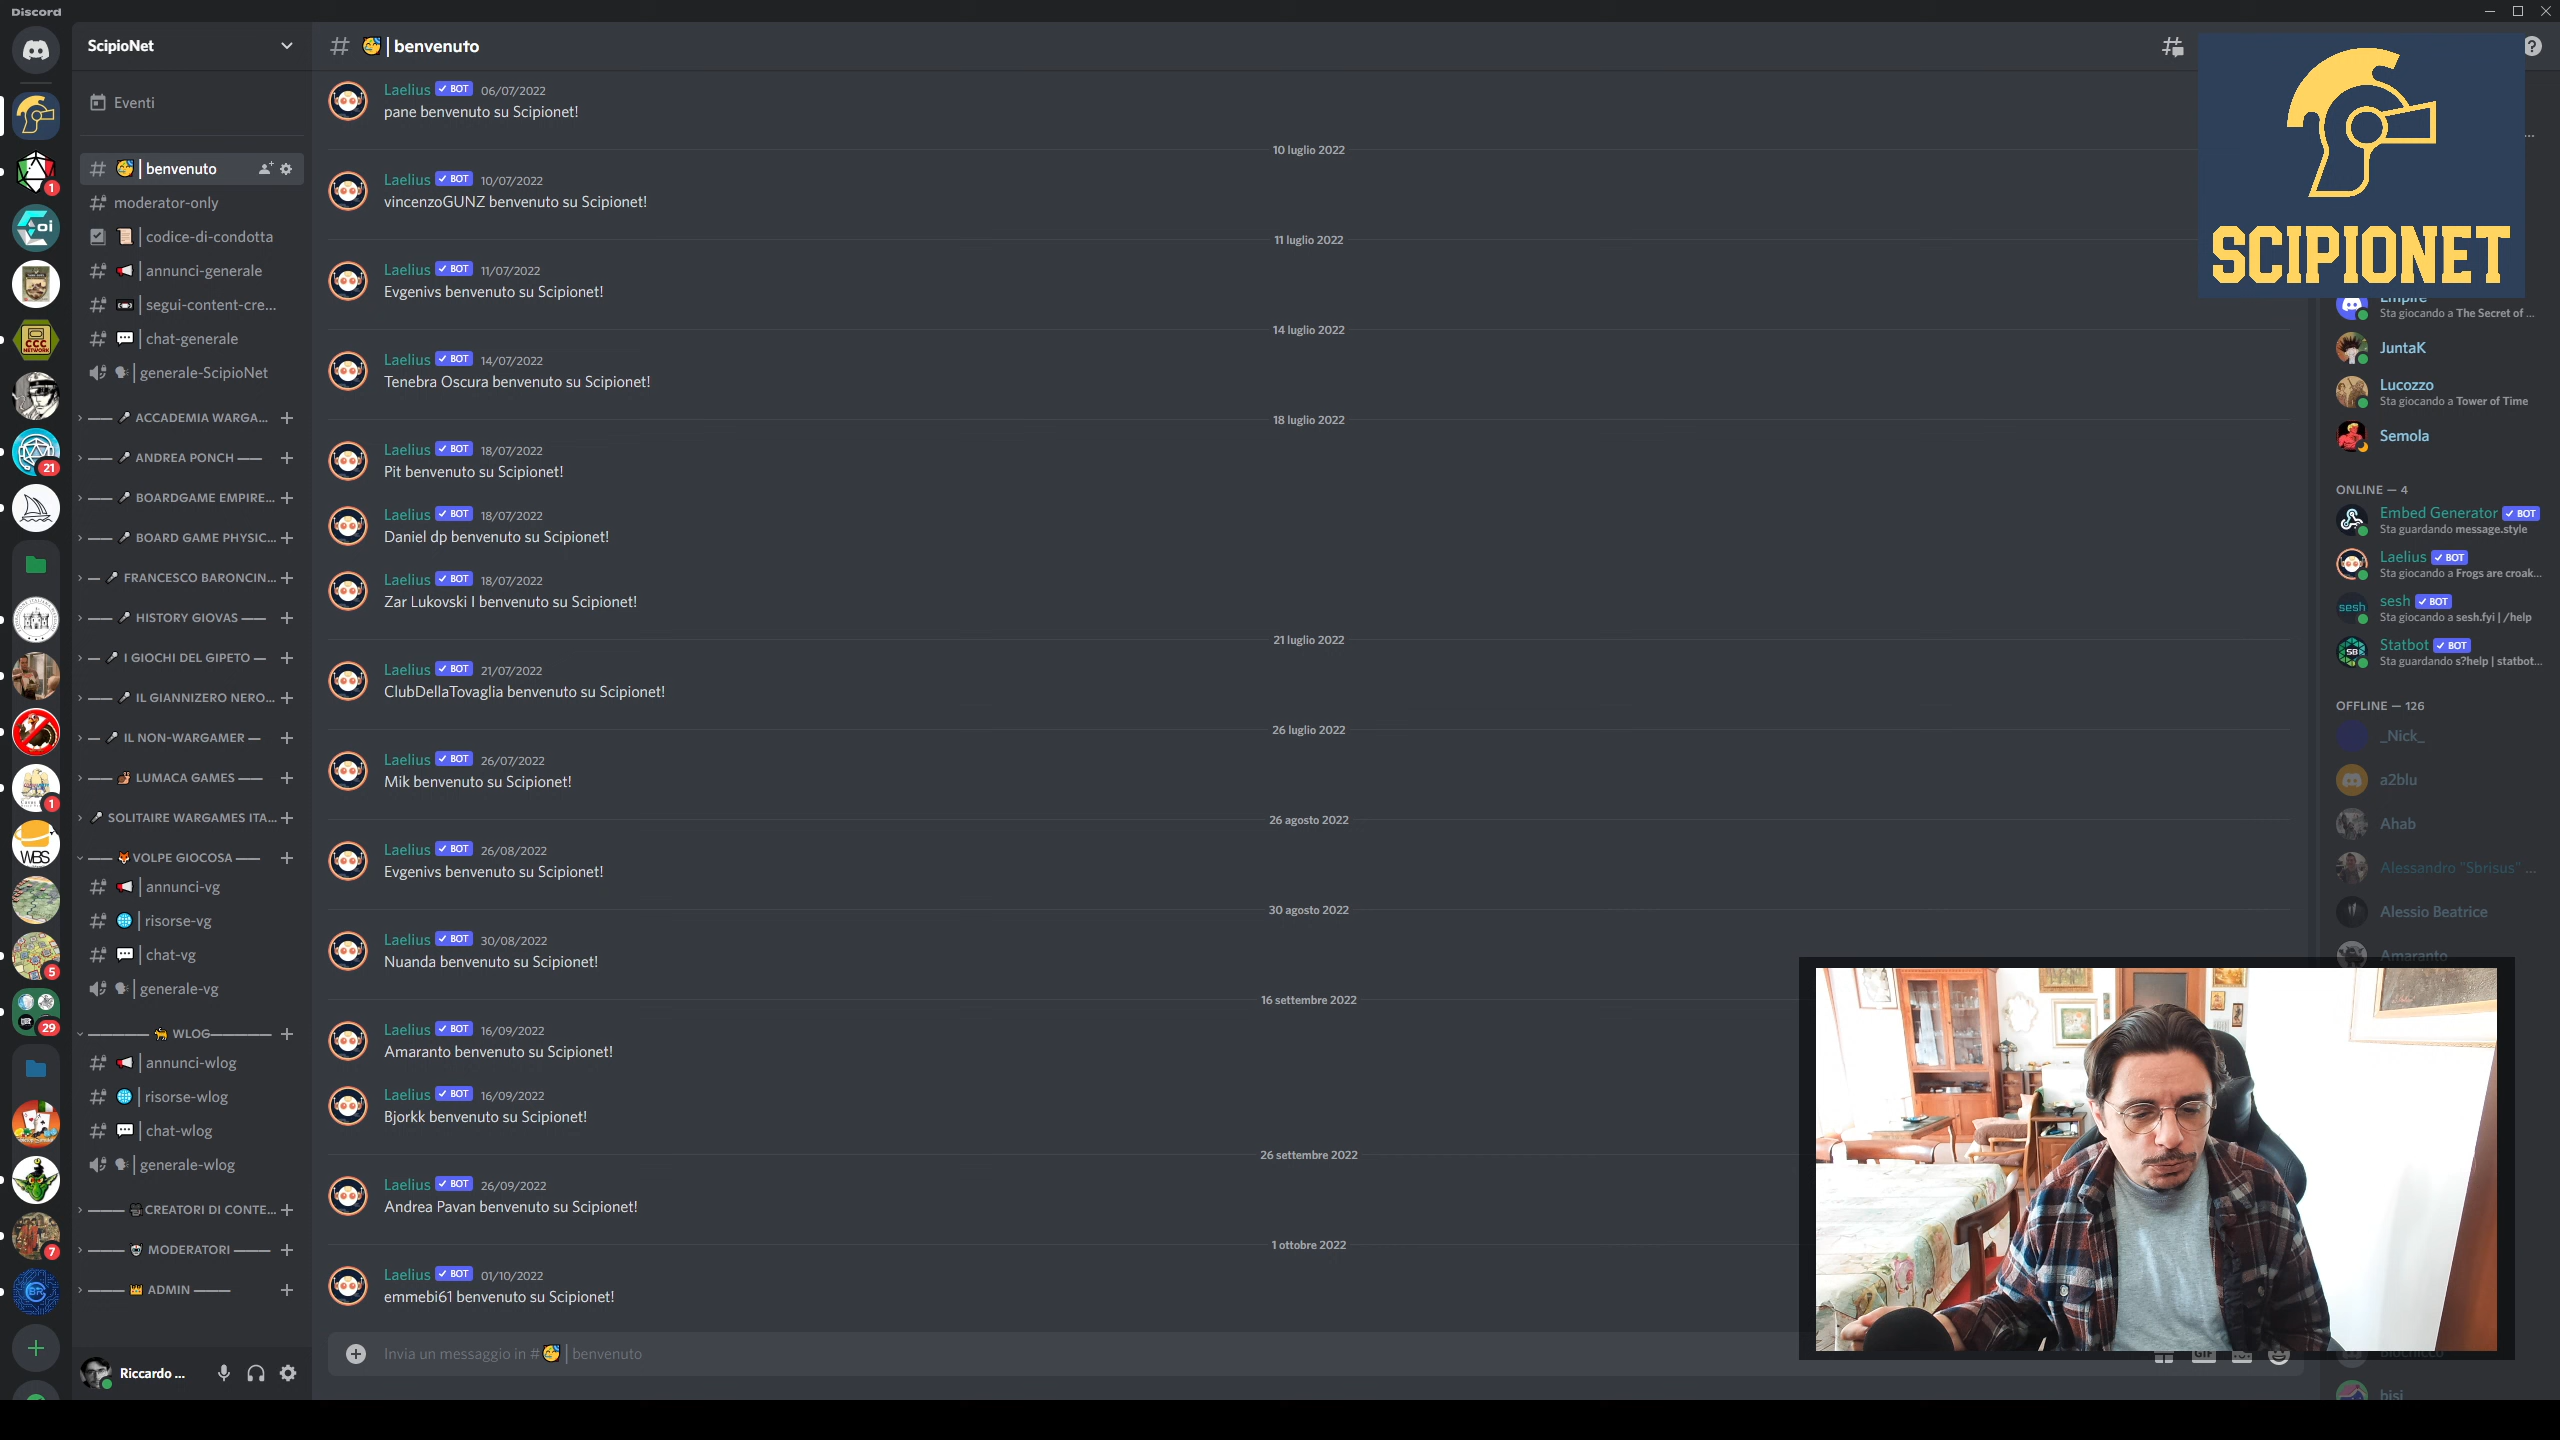 Discord
ScipioNet
Eventi
| benvenuto
moderator-only
| codice-di-condotta
| annunci-generale
| segui-content-cre...
| chat-generale
| generale-ScipioNet
ACCADEMIA WARGA...
ANDREA PONCH
BOARDGAME EMPIRE...
BOARD GAME PHYSIC...
FRANCESCO BARONCIN...
HISTORY GIOVAS
I GIOCHI DEL GIPETO
IL GIANNIZERO NERO...
IL NON-WARGAMER
LUMACA GAMES
SOLITAIRE WARGAMES ITA...
VOLPE GIOCOSA
| annunci-vg
| risorse-vg
| chat-vg
| generale-vg
WLOG
| annunci-wlog
| risorse-wlog
| chat-wlog
| generale-wlog
CREATORI DI CONTE...
MODERATORI
ADMIN
Riccardo ...
1
oi
CCC
NETWORK
21
1
WBS
5
29
7
# | benvenuto
Laelius BOT 06/07/2022
pane benvenuto su Scipionet!
10 luglio 2022
Laelius BOT 10/07/2022
vincenzoGUNZ benvenuto su Scipionet!
11 luglio 2022
Laelius BOT 11/07/2022
Evgenivs benvenuto su Scipionet!
14 luglio 2022
Laelius BOT 14/07/2022
Tenebra Oscura benvenuto su Scipionet!
18 luglio 2022
Laelius BOT 18/07/2022
Pit benvenuto su Scipionet!
Laelius BOT 18/07/2022
Daniel dp benvenuto su Scipionet!
Laelius BOT 18/07/2022
Zar Lukovski I benvenuto su Scipionet!
21 luglio 2022
Laelius BOT 21/07/2022
ClubDellaTovaglia benvenuto su Scipionet!
26 luglio 2022
Laelius BOT 26/07/2022
Mik benvenuto su Scipionet!
26 agosto 2022
Laelius BOT 26/08/2022
Evgenivs benvenuto su Scipionet!
30 agosto 2022
Laelius BOT 30/08/2022
Nuanda benvenuto su Scipionet!
16 settembre 2022
Laelius BOT 16/09/2022
Amaranto benvenuto su Scipionet!
Laelius BOT 16/09/2022
Bjorkk benvenuto su Scipionet!
26 settembre 2022
Laelius BOT 26/09/2022
Andrea Pavan benvenuto su Scipionet!
1 ottobre 2022
Laelius BOT 01/10/2022
emmebi61 benvenuto su Scipionet!
Invia un messaggio in # | benvenuto
GIF
SCIPIONET
Empire
Sta giocando a The Secret of ...
JuntaK
Lucozzo
Sta giocando a Tower of Time
Semola
ONLINE — 4
Embed Generator BOT
Sta guardando message.style
Laelius BOT
Sta giocando a Frogs are croak...
sesh BOT
Sta giocando a sesh.fyi | /help
Statbot BOT
Sta guardando s?help | statbot...
OFFLINE — 126
_Nick_
a2blu
Ahab
Alessandro "Sbrisus" ...
Alessio Beatrice
Amaranto
bisi